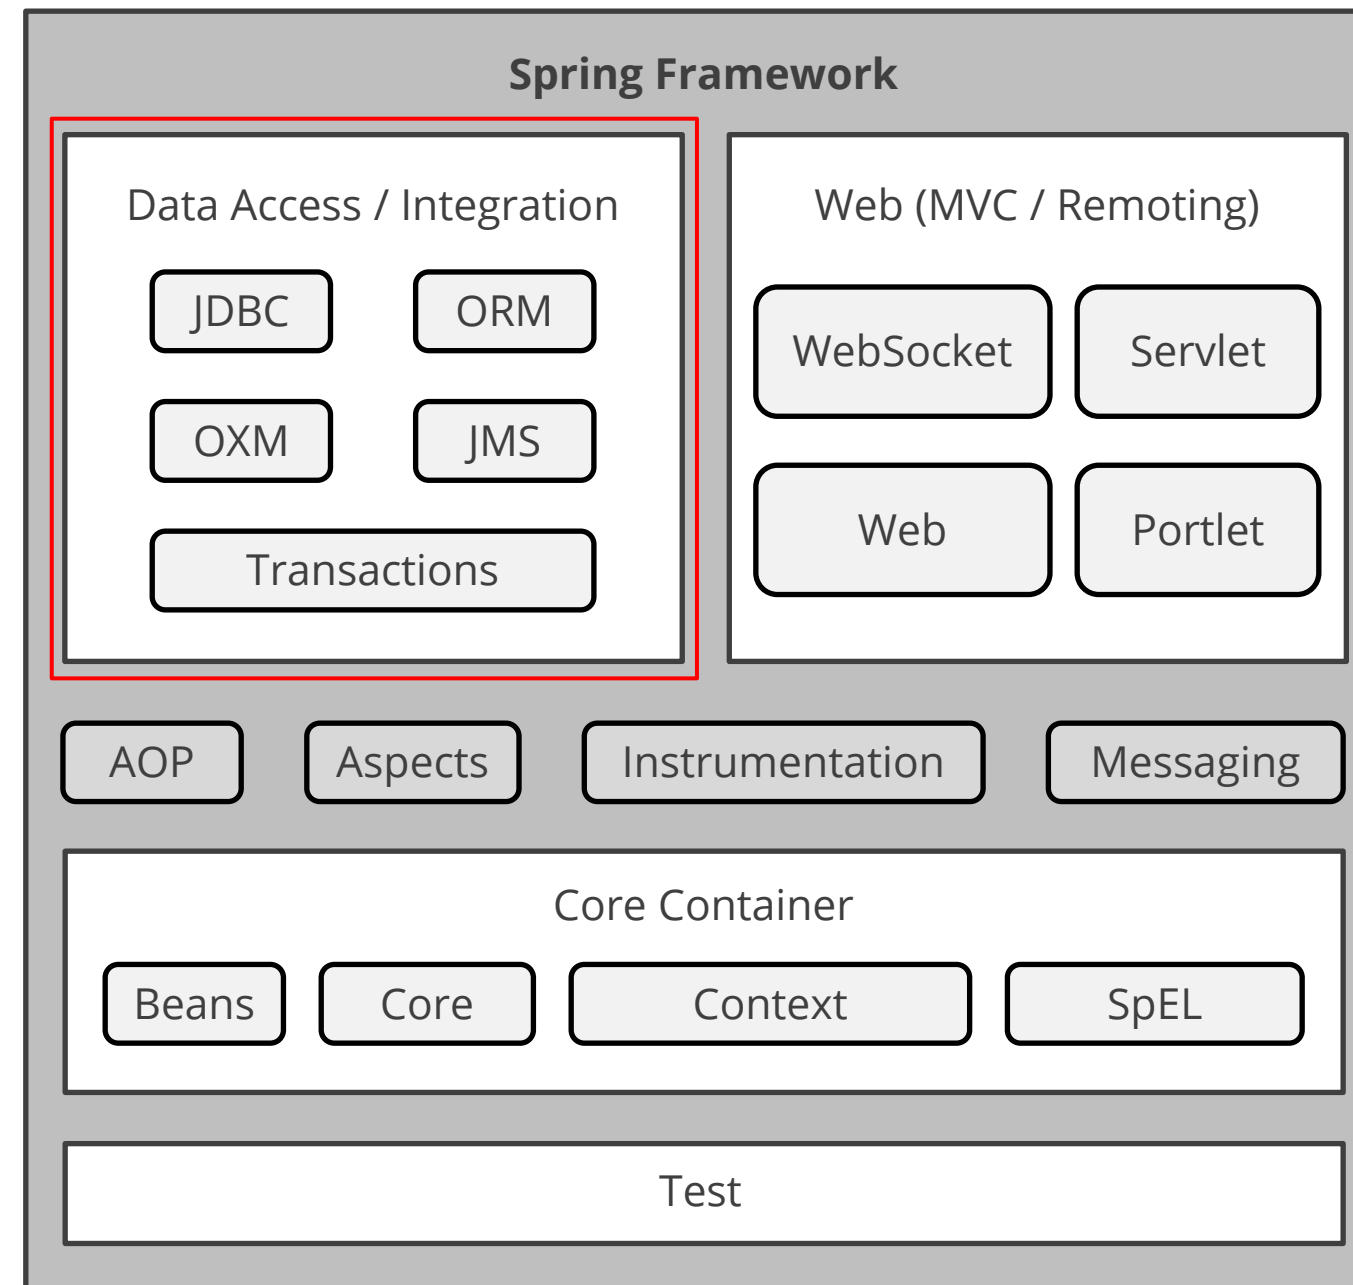 Spring Framework
Data Access / Integration
JDBC
ORM
OXM
JMS
Transactions
Web (MVC / Remoting)
WebSocket
Servlet
Web
Portlet
AOP
Aspects
Instrumentation
Messaging
Core Container
Beans
Core
Context
SpEL
Test